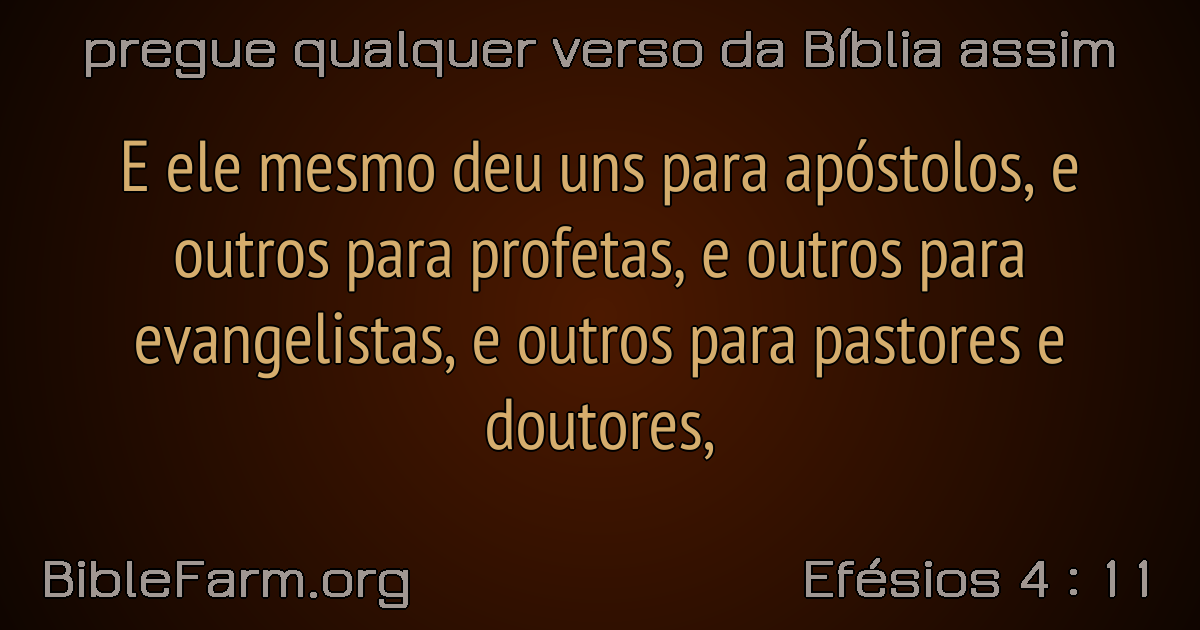 pregue qualquer verso da Bíblia assim
E ele mesmo deu uns para apóstolos, e
outros para profetas, e outros para
evangelistas, e outros para pastores e
doutores,
BibleFarm.org
Efésios 4 : 11